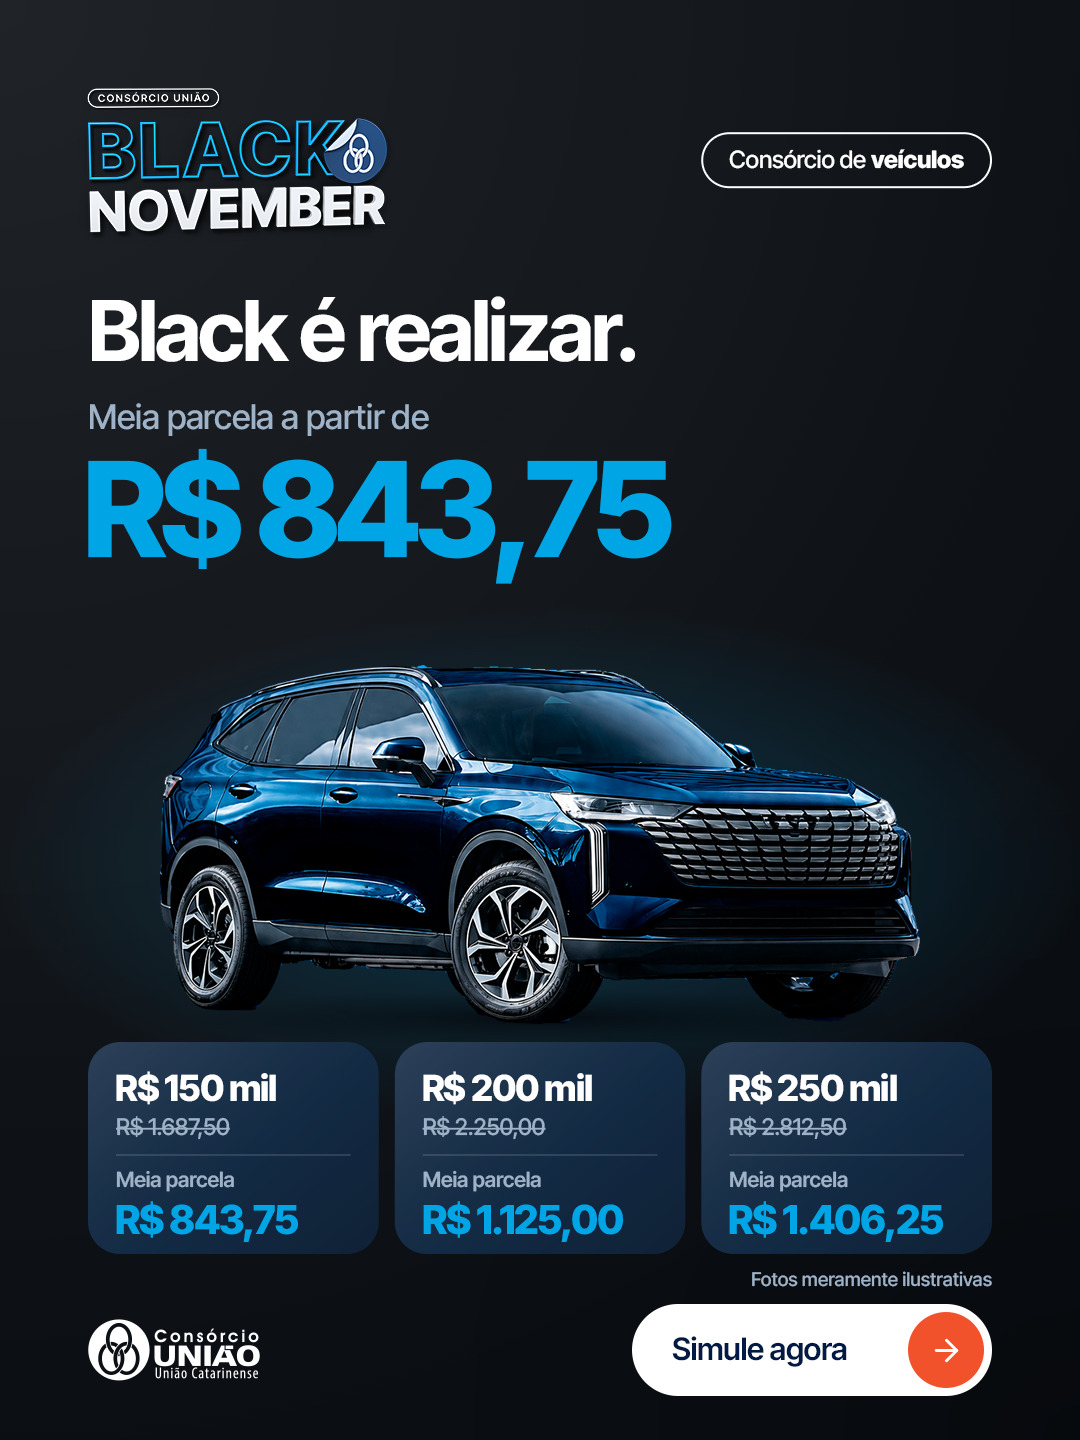 CONSÓRCIO UNIÃO
BLACK
NOVEMBER
Consórcio de veículos
Black é realizar.
Meia parcela a partir de
R$ 843,75
R$ 150 mil
R$ 1.687,50
Meia parcela
R$ 843,75
R$ 200 mil
R$ 2.250,00
Meia parcela
R$ 1.125,00
R$ 250 mil
R$ 2.812,50
Meia parcela
R$ 1.406,25
Fotos meramente ilustrativas
Consórcio
UNIÃO
União Catarinense
Simule agora